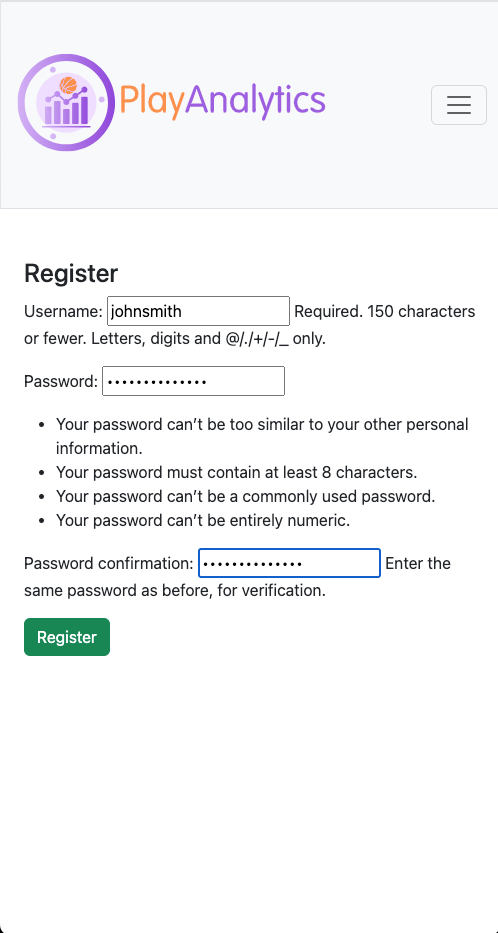 PlayAnalytics
Register
Username: johnsmith Required. 150 characters
or fewer. Letters, digits and @/./+/-/_ only.
Password: ••••••••••••••
• Your password can’t be too similar to your other personal
information.
• Your password must contain at least 8 characters.
• Your password can’t be a commonly used password.
• Your password can’t be entirely numeric.
Password confirmation: •••••••••••••• Enter the
same password as before, for verification.
Register